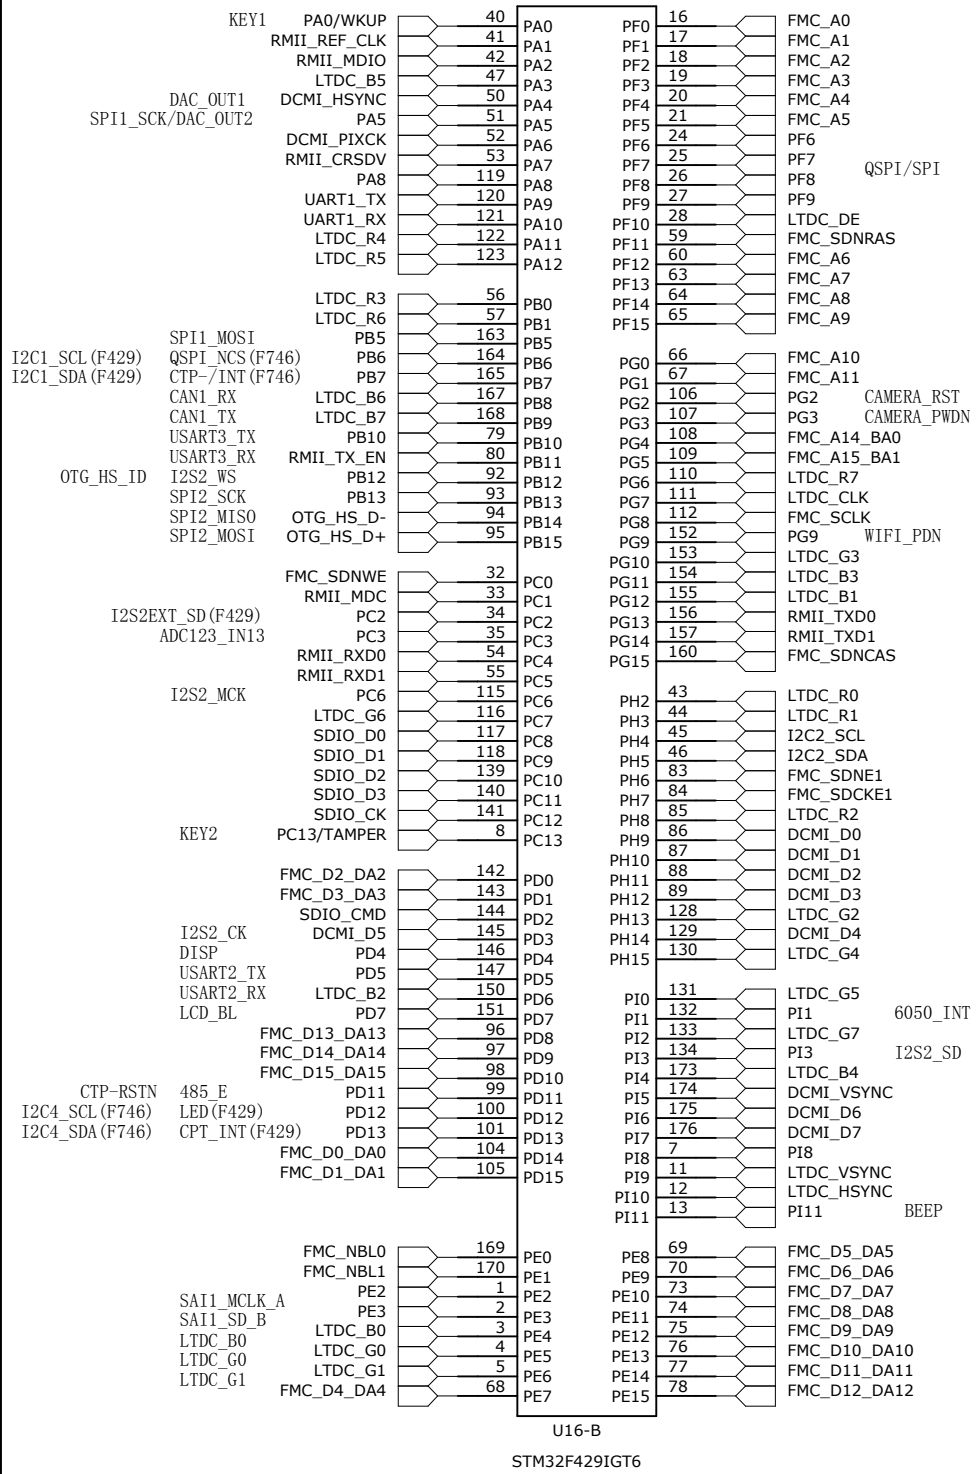 KEY1 PA0/WKUP 40 PA0 PF0 16 FMC_A0
RMII_REF_CLK 41 PA1 PF1 17 FMC_A1
RMII_MDIO 42 PA2 PF2 18 FMC_A2
LTDC_B5 47 PA3 PF3 19 FMC_A3
DAC_OUT1 DCMI_HSYNC 50 PA4 PF4 20 FMC_A4
SPI1_SCK/DAC_OUT2 PA5 51 PA5 PF5 21 FMC_A5
DCMI_PIXCK 52 PA6 PF6 24 PF6
RMII_CRSDV 53 PA7 PF7 25 PF7 QSPI/SPI
PA8 119 PA8 PF8 26 PF8
UART1_TX 120 PA9 PF9 27 PF9
UART1_RX 121 PA10 PF10 28 LTDC_DE
LTDC_R4 122 PA11 PF11 59 FMC_SDNRAS
LTDC_R5 123 PA12 PF12 60 FMC_A6
PF13 63 FMC_A7
LTDC_R3 56 PB0 PF14 64 FMC_A8
LTDC_R6 57 PB1 PF15 65 FMC_A9
SPI1_MOSI PB5 163 PB5
I2C1_SCL(F429) QSPI_NCS(F746) PB6 164 PB6 PG0 66 FMC_A10
I2C1_SDA(F429) CTP-/INT(F746) PB7 165 PB7 PG1 67 FMC_A11
CAN1_RX LTDC_B6 167 PB8 PG2 106 PG2 CAMERA_RST
CAN1_TX LTDC_B7 168 PB9 PG3 107 PG3 CAMERA_PWDN
USART3_TX PB10 79 PB10 PG4 108 FMC_A14_BA0
USART3_RX RMII_TX_EN 80 PB11 PG5 109 FMC_A15_BA1
OTG_HS_ID I2S2_WS PB12 92 PB12 PG6 110 LTDC_R7
SPI2_SCK PB13 93 PB13 PG7 111 LTDC_CLK
SPI2_MISO OTG_HS_D- 94 PB14 PG8 112 FMC_SCLK
SPI2_MOSI OTG_HS_D+ 95 PB15 PG9 152 PG9 WIFI_PDN
PG10 153 LTDC_G3
FMC_SDNWE 32 PC0 PG11 154 LTDC_B3
RMII_MDC 33 PC1 PG12 155 LTDC_B1
I2S2EXT_SD(F429) PC2 34 PC2 PG13 156 RMII_TXD0
ADC123_IN13 PC3 35 PC3 PG14 157 RMII_TXD1
RMII_RXD0 54 PC4 PG15 160 FMC_SDNCAS
RMII_RXD1 55 PC5
I2S2_MCK PC6 115 PC6 PH2 43 LTDC_R0
LTDC_G6 116 PC7 PH3 44 LTDC_R1
SDIO_D0 117 PC8 PH4 45 I2C2_SCL
SDIO_D1 118 PC9 PH5 46 I2C2_SDA
SDIO_D2 139 PC10 PH6 83 FMC_SDNE1
SDIO_D3 140 PC11 PH7 84 FMC_SDCKE1
SDIO_CK 141 PC12 PH8 85 LTDC_R2
KEY2 PC13/TAMPER 8 PC13 PH9 86 DCMI_D0
PH10 87 DCMI_D1
FMC_D2_DA2 142 PD0 PH11 88 DCMI_D2
FMC_D3_DA3 143 PD1 PH12 89 DCMI_D3
SDIO_CMD 144 PD2 PH13 128 LTDC_G2
I2S2_CK DCMI_D5 145 PD3 PH14 129 DCMI_D4
DISP PD4 146 PD4 PH15 130 LTDC_G4
USART2_TX PD5 147 PD5
USART2_RX LTDC_B2 150 PD6 PI0 131 LTDC_G5
LCD_BL PD7 151 PD7 PI1 132 PI1 6050_INT
FMC_D13_DA13 96 PD8 PI2 133 LTDC_G7
FMC_D14_DA14 97 PD9 PI3 134 PI3 I2S2_SD
FMC_D15_DA15 98 PD10 PI4 173 LTDC_B4
CTP-RSTN 485_E PD11 99 PD11 PI5 174 DCMI_VSYNC
I2C4_SCL(F746) LED(F429) PD12 100 PD12 PI6 175 DCMI_D6
I2C4_SDA(F746) CPT_INT(F429) PD13 101 PD13 PI7 176 DCMI_D7
FMC_D0_DA0 104 PD14 PI8 7 PI8
FMC_D1_DA1 105 PD15 PI9 11 LTDC_VSYNC
PI10 12 LTDC_HSYNC
PI11 13 PI11 BEEP
FMC_NBL0 169 PE0 PE8 69 FMC_D5_DA5
FMC_NBL1 170 PE1 PE9 70 FMC_D6_DA6
SAI1_MCLK_A PE2 1 PE2 PE10 73 FMC_D7_DA7
SAI1_SD_B PE3 2 PE3 PE11 74 FMC_D8_DA8
LTDC_B0 LTDC_B0 3 PE4 PE12 75 FMC_D9_DA9
LTDC_G0 LTDC_G0 4 PE5 PE13 76 FMC_D10_DA10
LTDC_G1 LTDC_G1 5 PE6 PE14 77 FMC_D11_DA11
FMC_D4_DA4 68 PE7 PE15 78 FMC_D12_DA12
U16-B
STM32F429IGT6